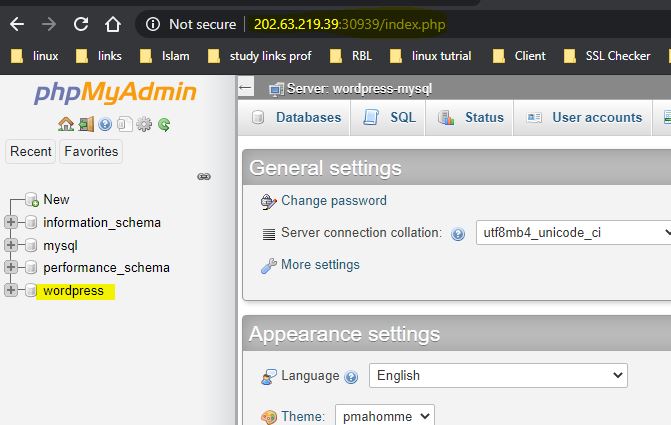 Not secure 202.63.219.39:30939/index.php
linux links Islam study links prof RBL linux tutrial Client SSL Checker
phpMyAdmin
Server: wordpress-mysql
Databases SQL Status User accounts
Recent Favorites
General settings
Change password
New
information_schema
Server connection collation: utf8mb4_unicode_ci
mysql
performance_schema
More settings
wordpress
Appearance settings
Language English
Theme: pmahomme